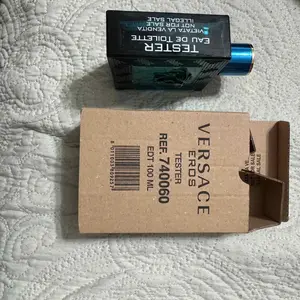 TESTER
EAU DE TOILETTE
VIETATA LA VENDITA
NOT FOR SALE
ILLEGAL SALE
VERSACE
EROS
TESTER
REF. 740060
EDT 100 ML